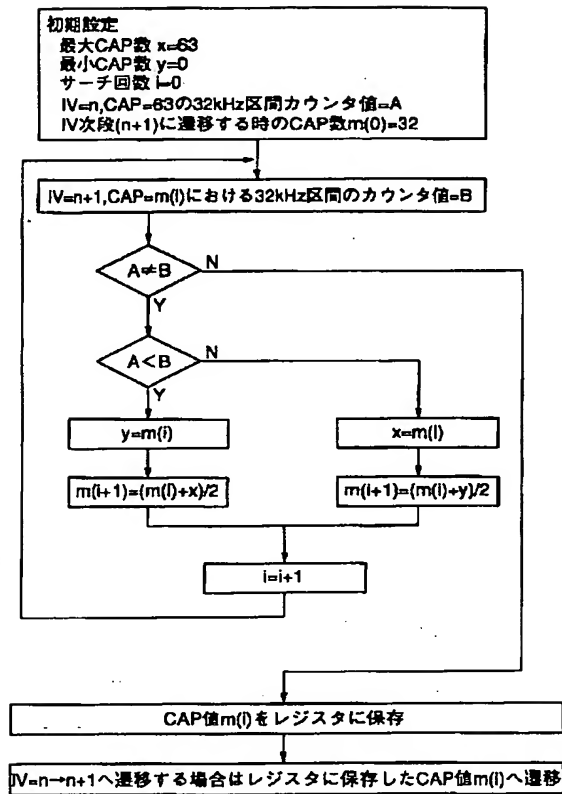 初期設定
最大CAP数 x=63
最小CAP数 y=0
サーチ回数 i=0
IV=n,CAP=63の32kHz区間カウンタ値=A
IV次段(n+1)に遷移する時のCAP数m(0)=32
IV=n+1,CAP=m(i)における32kHz区間のカウンタ値=B
A≠B
N
Y
A<B
N
Y
y=m(i)
x=m(i)
m(i+1)=(m(i)+x)/2
m(i+1)=(m(i)+y)/2
i=i+1
CAP値m(i)をレジスタに保存
IV=n→n+1へ遷移する場合はレジスタに保存したCAP値m(i)へ遷移